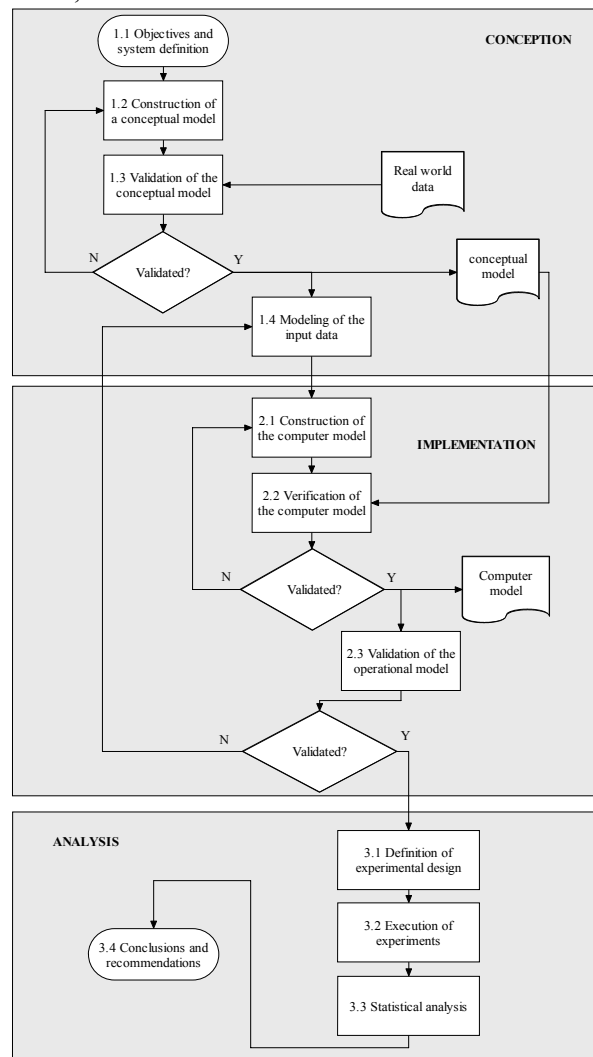 1.1 Objectives and
system definition
CONCEPTION
1.2 Construction of
a conceptual model
1.3 Validation of the
conceptual model
Real world
data
N
Validated?
Y
conceptual
model
1.4 Modeling of the
input data
2.1 Construction of
the computer model
IMPLEMENTATION
2.2 Verification of
the computer model
N
Validated?
Y
Computer
model
2.3 Validation of the
operational model
N
Validated?
Y
ANALYSIS
3.1 Definition of
experimental design
3.2 Execution of
experiments
3.4 Conclusions and
recommendations
3.3 Statistical analysis